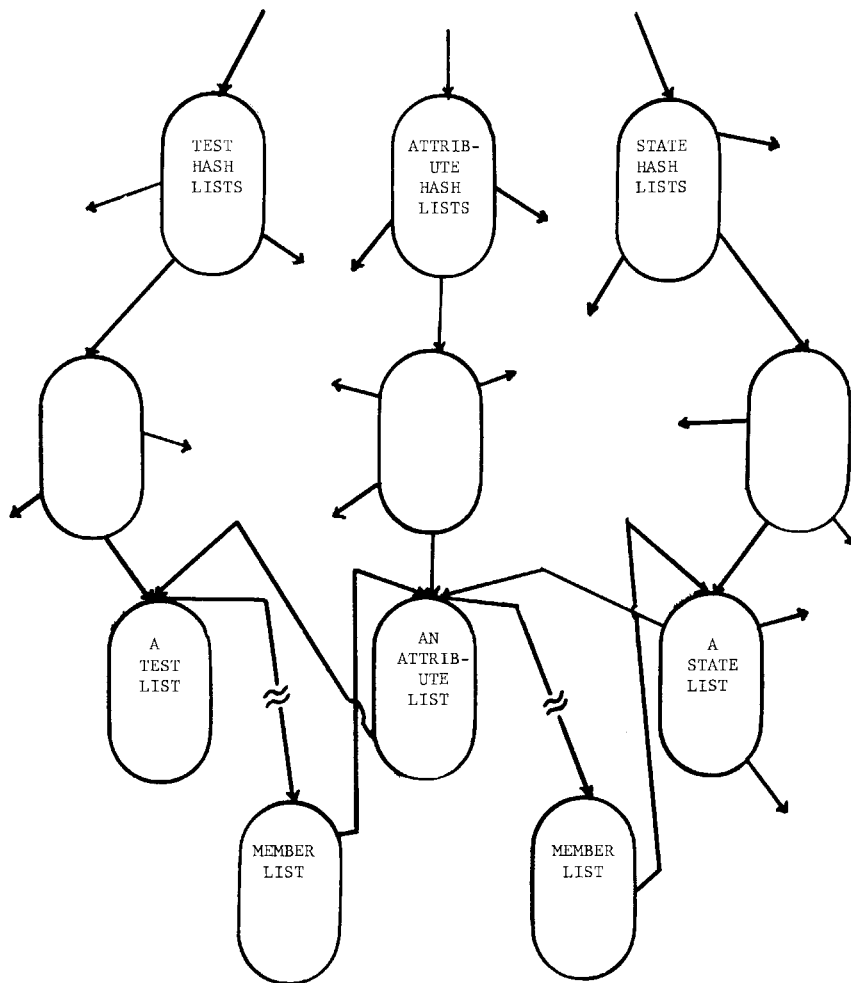 TEST
HASH
LISTS
ATTRIB-
UTE
HASH
LISTS
STATE
HASH
LISTS
A
TEST
LIST
AN
ATTRIB-
UTE
LIST
A
STATE
LIST
MEMBER
LIST
MEMBER
LIST